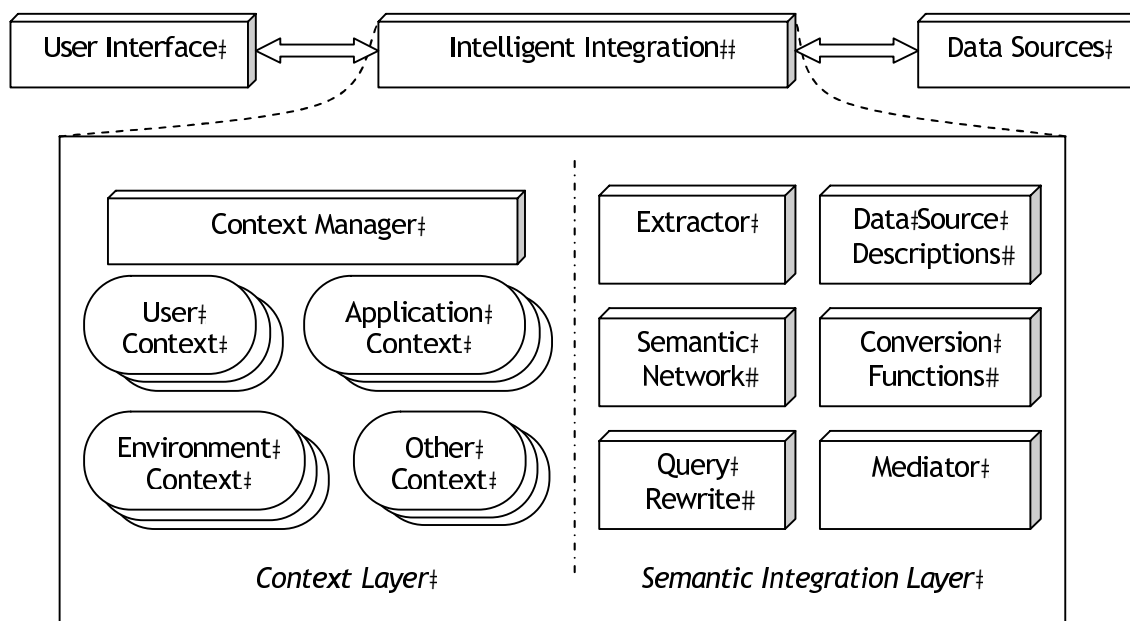 User Interface‡
Intelligent Integration‡‡
Data Sources‡
Context Manager‡
Extractor‡
Data‡Source‡
Descriptions‡
User‡
Context‡
Application‡
Context‡
Semantic‡
Network‡
Conversion‡
Functions‡
Environment‡
Context‡
Other‡
Context‡
Query‡
Rewrite‡
Mediator‡
Context Layer‡
Semantic Integration Layer‡